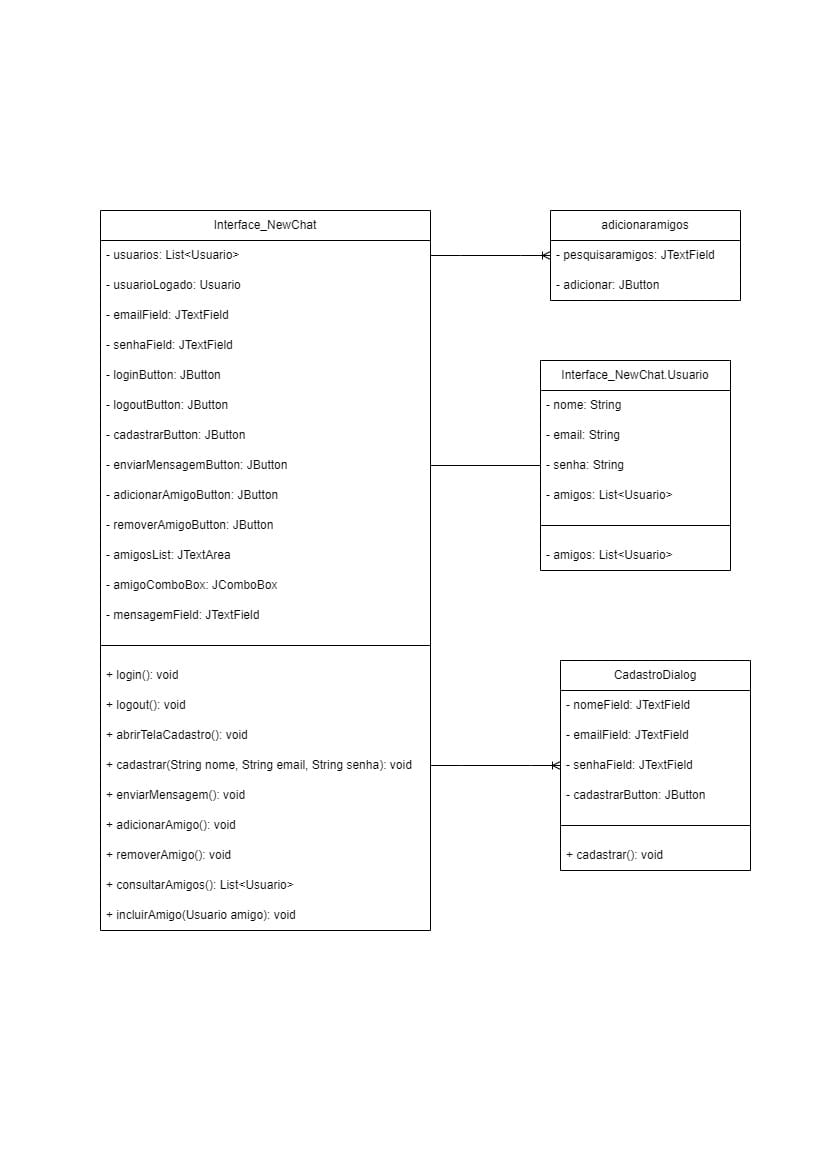 Interface_NewChat
- usuarios: List<Usuario>
- usuarioLogado: Usuario
- emailField: JTextField
- senhaField: JTextField
- loginButton: JButton
- logoutButton: JButton
- cadastrarButton: JButton
- enviarMensagemButton: JButton
- adicionarAmigoButton: JButton
- removerAmigoButton: JButton
- amigosList: JTextArea
- amigoComboBox: JComboBox
- mensagemField: JTextField
+ login(): void
+ logout(): void
+ abrirTelaCadastro(): void
+ cadastrar(String nome, String email, String senha): void
+ enviarMensagem(): void
+ adicionarAmigo(): void
+ removerAmigo(): void
+ consultarAmigos(): List<Usuario>
+ incluirAmigo(Usuario amigo): void
adicionaramigos
- pesquisaramigos: JTextField
- adicionar: JButton
Interface_NewChat.Usuario
- nome: String
- email: String
- senha: String
- amigos: List<Usuario>
- amigos: List<Usuario>
CadastroDialog
- nomeField: JTextField
- emailField: JTextField
- senhaField: JTextField
- cadastrarButton: JButton
+ cadastrar(): void